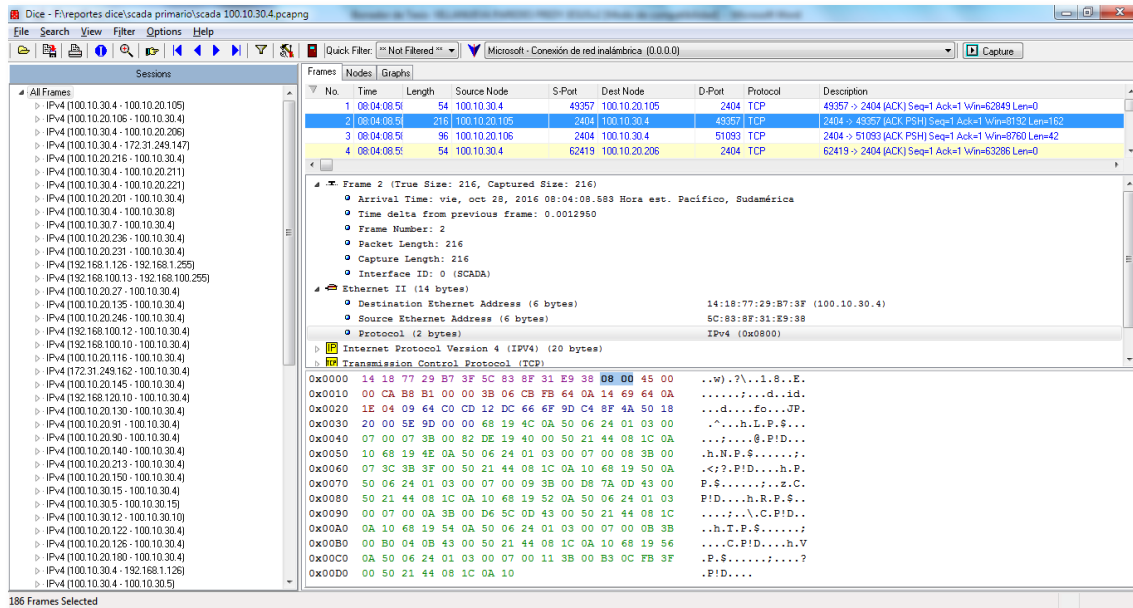 Dice - F:\reportes dice\scada primario\scada 100.10.30.4.pcapng
File Search View Filter Options Help
Quick Filter: ** Not Filtered ** Microsoft - Conexión de red inalámbrica (0.0.0.0) Capture
Sessions
All Frames
IPv4 (100.10.30.4 - 100.10.20.105)
IPv4 (100.10.20.106 - 100.10.30.4)
IPv4 (100.10.30.4 - 100.10.20.206)
IPv4 (100.10.30.4 - 172.31.249.147)
IPv4 (100.10.20.216 - 100.10.30.4)
IPv4 (100.10.30.4 - 100.10.20.211)
IPv4 (100.10.30.4 - 100.10.20.221)
IPv4 (100.10.20.201 - 100.10.30.4)
IPv4 (100.10.30.4 - 100.10.30.8)
IPv4 (100.10.30.7 - 100.10.30.4)
IPv4 (100.10.20.236 - 100.10.30.4)
IPv4 (100.10.20.231 - 100.10.30.4)
IPv4 (192.168.1.126 - 192.168.1.255)
IPv4 (192.168.100.13 - 192.168.100.255)
IPv4 (100.10.20.27 - 100.10.30.4)
IPv4 (100.10.20.135 - 100.10.30.4)
IPv4 (100.10.20.246 - 100.10.30.4)
IPv4 (192.168.100.12 - 100.10.30.4)
IPv4 (192.168.100.10 - 100.10.30.4)
IPv4 (100.10.20.116 - 100.10.30.4)
IPv4 (172.31.249.162 - 100.10.30.4)
IPv4 (100.10.20.145 - 100.10.30.4)
IPv4 (192.168.120.10 - 100.10.30.4)
IPv4 (100.10.20.130 - 100.10.30.4)
IPv4 (100.10.20.91 - 100.10.30.4)
IPv4 (100.10.20.90 - 100.10.30.4)
IPv4 (100.10.20.140 - 100.10.30.4)
IPv4 (100.10.20.213 - 100.10.30.4)
IPv4 (100.10.20.150 - 100.10.30.4)
IPv4 (100.10.30.15 - 100.10.30.4)
IPv4 (100.10.30.5 - 100.10.30.15)
IPv4 (100.10.30.12 - 100.10.30.10)
IPv4 (100.10.20.122 - 100.10.30.4)
IPv4 (100.10.20.126 - 100.10.30.4)
IPv4 (100.10.20.180 - 100.10.30.4)
IPv4 (100.10.30.4 - 192.168.1.126)
IPv4 (100.10.30.4 - 100.10.30.5)
Frames Nodes Graphs
No. Time Length Source Node S-Port Dest Node D-Port Protocol Description
1 08:04:08.58 54 100.10.30.4 49357 100.10.20.105 2404 TCP 49357 -> 2404 (ACK) Seq=1 Ack=1 Win=62849 Len=0
2 08:04:08.58 216 100.10.20.105 2404 100.10.30.4 49357 TCP 2404 -> 49357 (ACK PSH) Seq=1 Ack=1 Win=8192 Len=162
3 08:04:08.58 96 100.10.20.106 2404 100.10.30.4 51093 TCP 2404 -> 51093 (ACK PSH) Seq=1 Ack=1 Win=8760 Len=42
4 08:04:08.59 54 100.10.30.4 62419 100.10.20.206 2404 TCP 62419 -> 2404 (ACK) Seq=1 Ack=1 Win=63286 Len=0
Frame 2 (True Size: 216, Captured Size: 216)
Arrival Time: vie, oct 28, 2016 08:04:08.583 Hora est. Pacífico, Sudamérica
Time delta from previous frame: 0.0012950
Frame Number: 2
Packet Length: 216
Capture Length: 216
Interface ID: 0 (SCADA)
Ethernet II (14 bytes)
Destination Ethernet Address (6 bytes) 14:18:77:29:B7:3F (100.10.30.4)
Source Ethernet Address (6 bytes) 5C:83:8F:31:E9:38
Protocol (2 bytes) IPv4 (0x0800)
IP Internet Protocol Version 4 (IPV4) (20 bytes)
TCP Transmission Control Protocol (TCP)
0x0000 14 18 77 29 B7 3F 5C 83 8F 31 E9 38 08 00 45 00 ..w).?\..1.8..E.
0x0010 00 CA B8 B1 00 00 3B 06 CB FB 64 0A 14 69 64 0A ......;...d..id.
0x0020 1E 04 09 64 C0 CD 12 DC 66 6F 9D C4 8F 4A 50 18 ...d....fo...JP.
0x0030 20 00 5E 9D 00 00 68 19 4C 0A 50 06 24 01 03 00 .^...h.L.P.$...
0x0040 07 00 07 3B 00 82 DE 19 40 00 50 21 44 08 1C 0A ...;....@.P!D...
0x0050 10 68 19 4E 0A 50 06 24 01 03 00 07 00 08 3B 00 .h.N.P.$......;.
0x0060 07 3C 3B 3F 00 50 21 44 08 1C 0A 10 68 19 50 0A .<;?.P!D....h.P.
0x0070 50 06 24 01 03 00 07 00 09 3B 00 D8 7A 0D 43 00 P.$......;..z.C.
0x0080 50 21 44 08 1C 0A 10 68 19 52 0A 50 06 24 01 03 P!D....h.R.P.$..
0x0090 00 07 00 0A 3B 00 D6 5C 0D 43 00 50 21 44 08 1C ....;..\.C.P!D..
0x00A0 0A 10 68 19 54 0A 50 06 24 01 03 00 07 00 0B 3B ..h.T.P.$......;
0x00B0 00 B0 04 0B 43 00 50 21 44 08 1C 0A 10 68 19 56 ....C.P!D....h.V
0x00C0 0A 50 06 24 01 03 00 07 00 11 3B 00 B3 0C FB 3F .P.$......;....?
0x00D0 00 50 21 44 08 1C 0A 10 .P!D....
186 Frames Selected